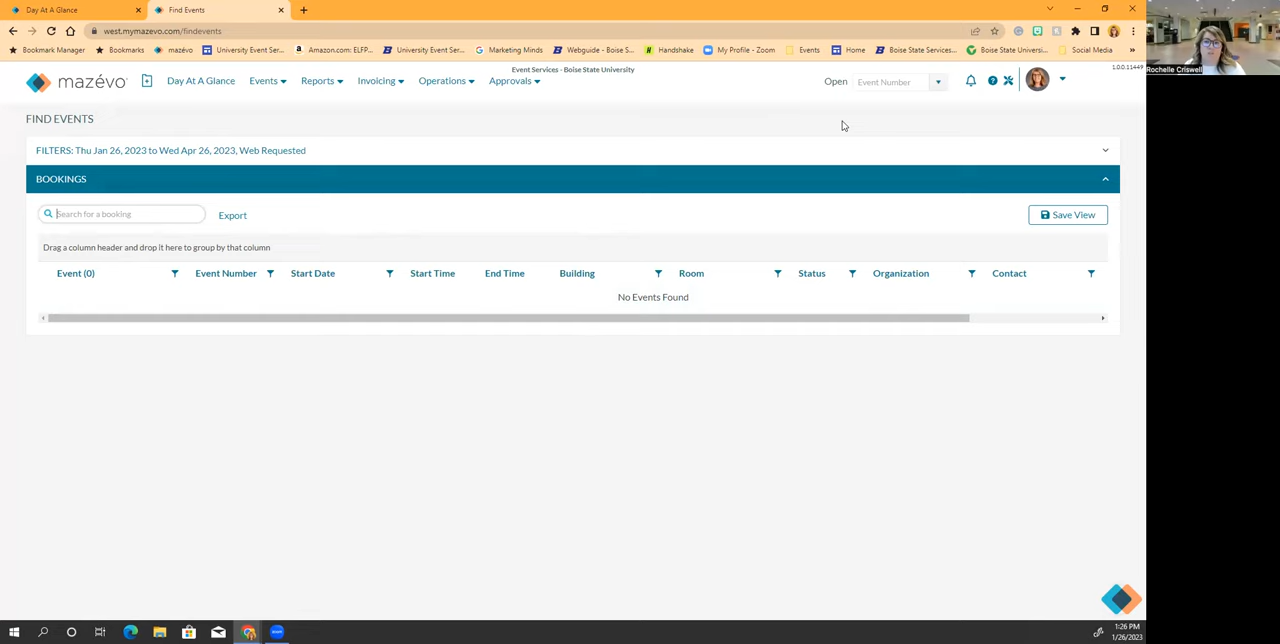 Day At A Glance
Find Events
west.mymazevo.com/findevents
Bookmark Manager
Bookmarks
mazévo
University Event Ser...
Amazon.com: ELFP...
University Event Ser...
Marketing Minds
Webguide - Boise S...
Handshake
My Profile - Zoom
Events
Home
Boise State Services...
Boise State Universi...
Social Media
Rochelle Criswell
Event Services - Boise State University
1.0.0.11449
mazévo
Day At A Glance
Events
Reports
Invoicing
Operations
Approvals
Open
Event Number
FIND EVENTS
FILTERS: Thu Jan 26, 2023 to Wed Apr 26, 2023, Web Requested
BOOKINGS
Search for a booking
Export
Save View
Drag a column header and drop it here to group by that column
Event (0)
Event Number
Start Date
Start Time
End Time
Building
Room
Status
Organization
Contact
No Events Found
1:26 PM
1/26/2023